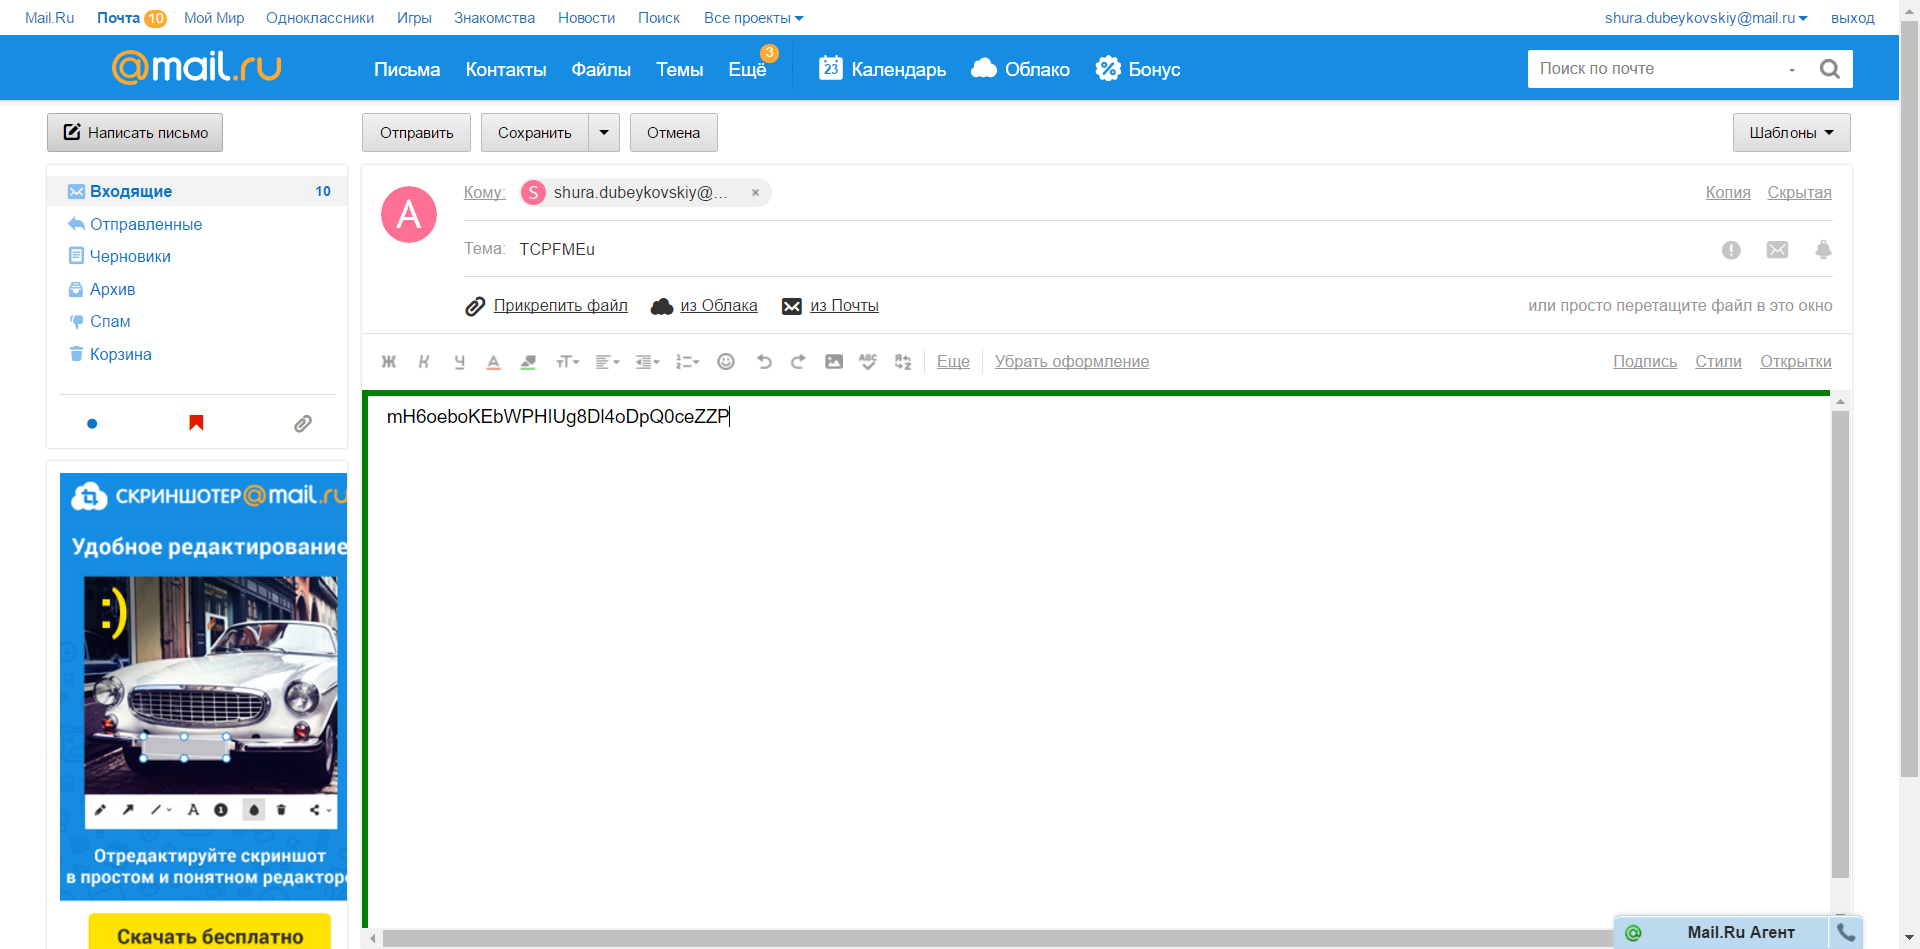 Mail.Ru Почта 10 Мой Мир Одноклассники Игры Знакомства Новости Поиск Все проекты shura.dubeykovskiy@mail.ru выход
@mail.ru Письма Контакты Файлы Темы Ещё 3 23 Календарь Облако Бонус Поиск по почте
Написать письмо Отправить Сохранить Отмена Шаблоны
Входящие 10
Отправленные
Черновики
Архив
Спам
Корзина
A
Кому: S shura.dubeykovskiy@... × Копия Скрытая
Тема: TCPFMEu
Прикрепить файл из Облака из Почты или просто перетащите файл в это окно
Ж К Ч А тТ ABC Еще Убрать оформление Подпись Стили Открытки
mH6oeboKEbWPHIUg8Dl4oDpQ0ceZZP
СКРИНШОТЕР@mail.ru
Удобное редактирование
:)
A 1
Отредактируйте скриншот
в простом и понятном редакторе
Скачать бесплатно
@ Mail.Ru Агент